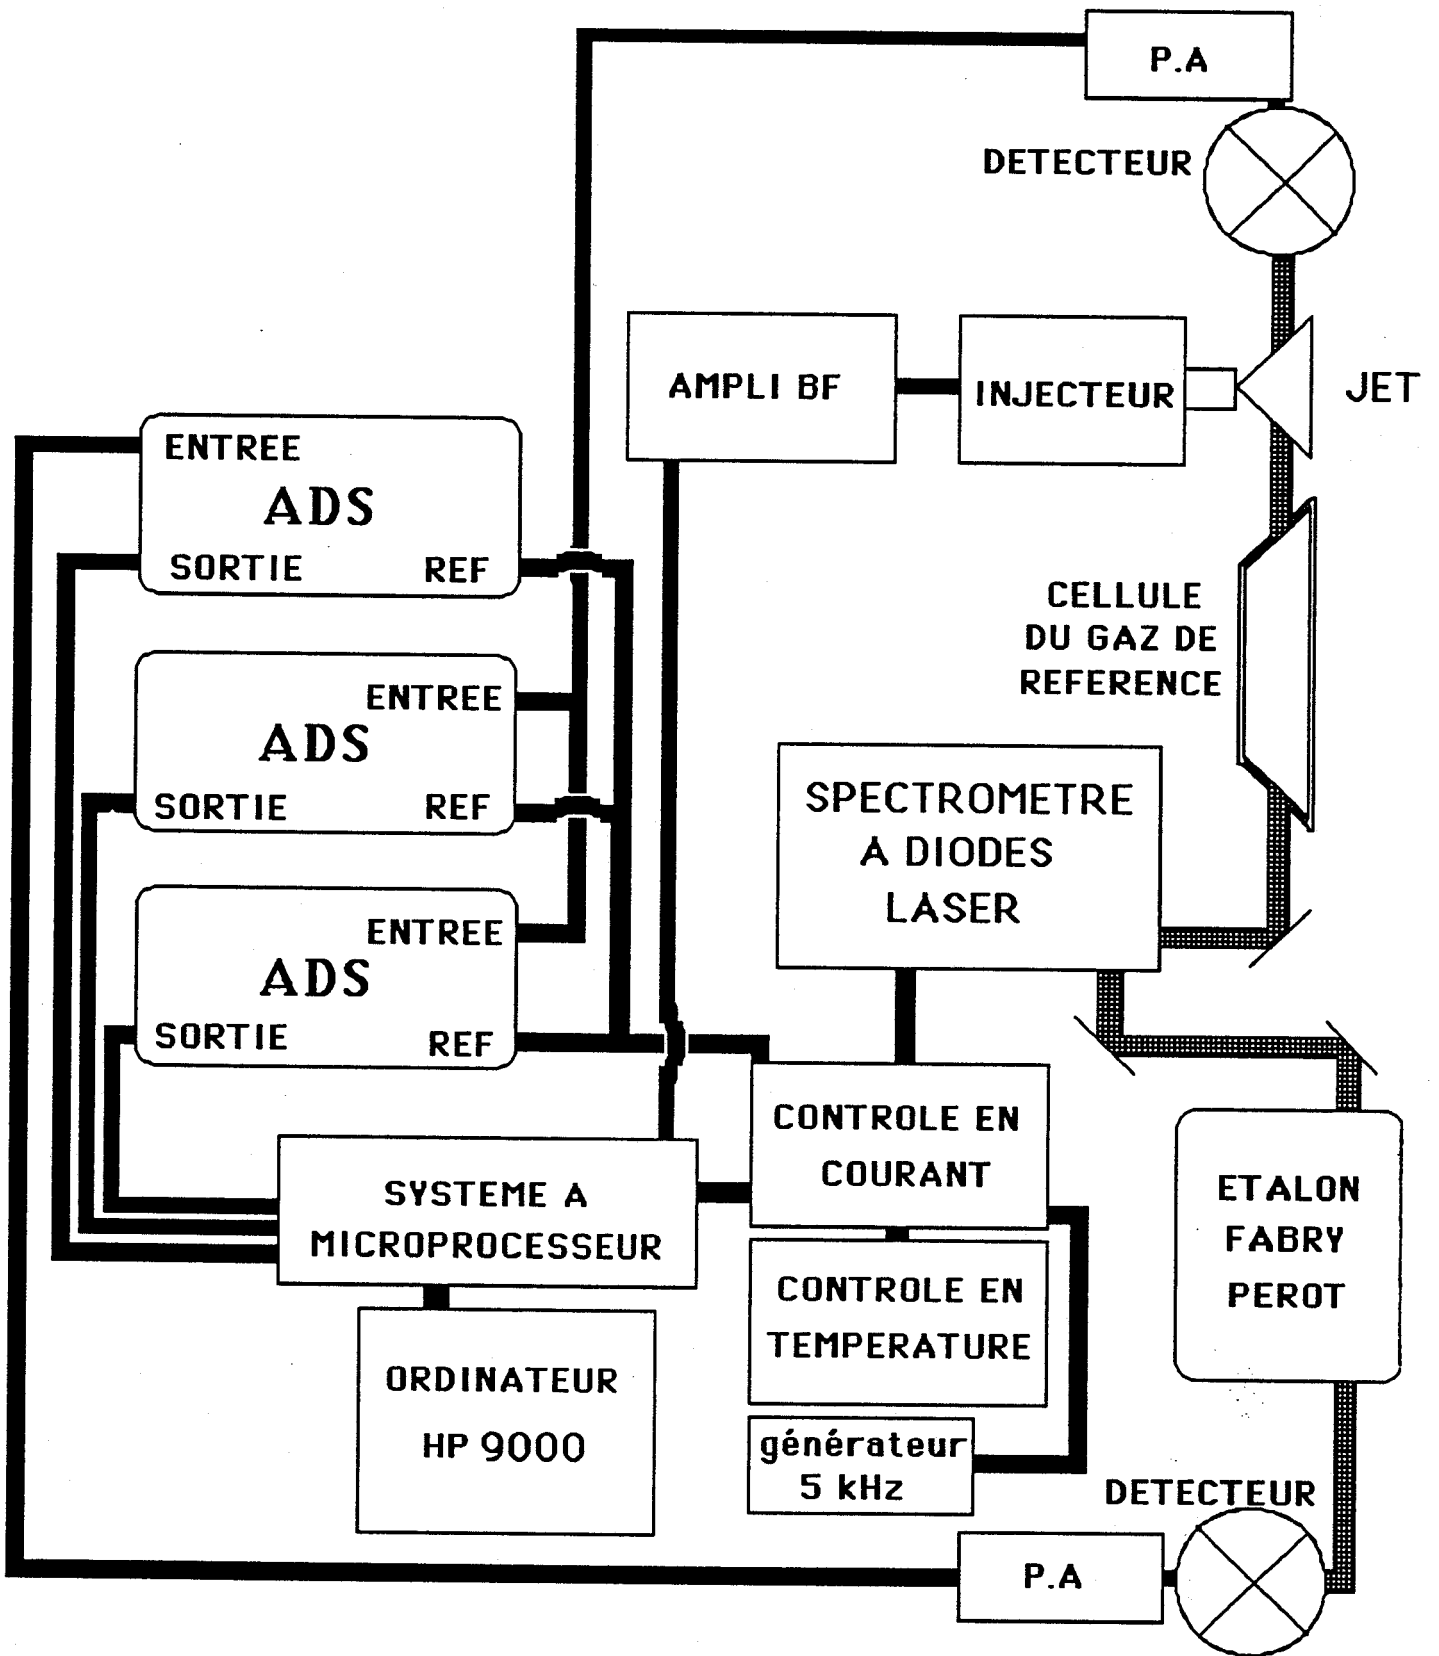 P.A
DETECTEUR
AMPLI BF
INJECTEUR
JET
ENTREE
ADS
SORTIE REF
CELLULE
DU GAZ DE
REFERENCE
ENTREE
ADS
SORTIE REF
SPECTROMETRE
A DIODES
LASER
ENTREE
ADS
SORTIE REF
CONTROLE EN
COURANT
SYSTEME A
MICROPROCESSEUR
ETALON
FABRY
PEROT
CONTROLE EN
TEMPERATURE
ORDINATEUR
HP 9000
générateur
5 kHz
DETECTEUR
P.A